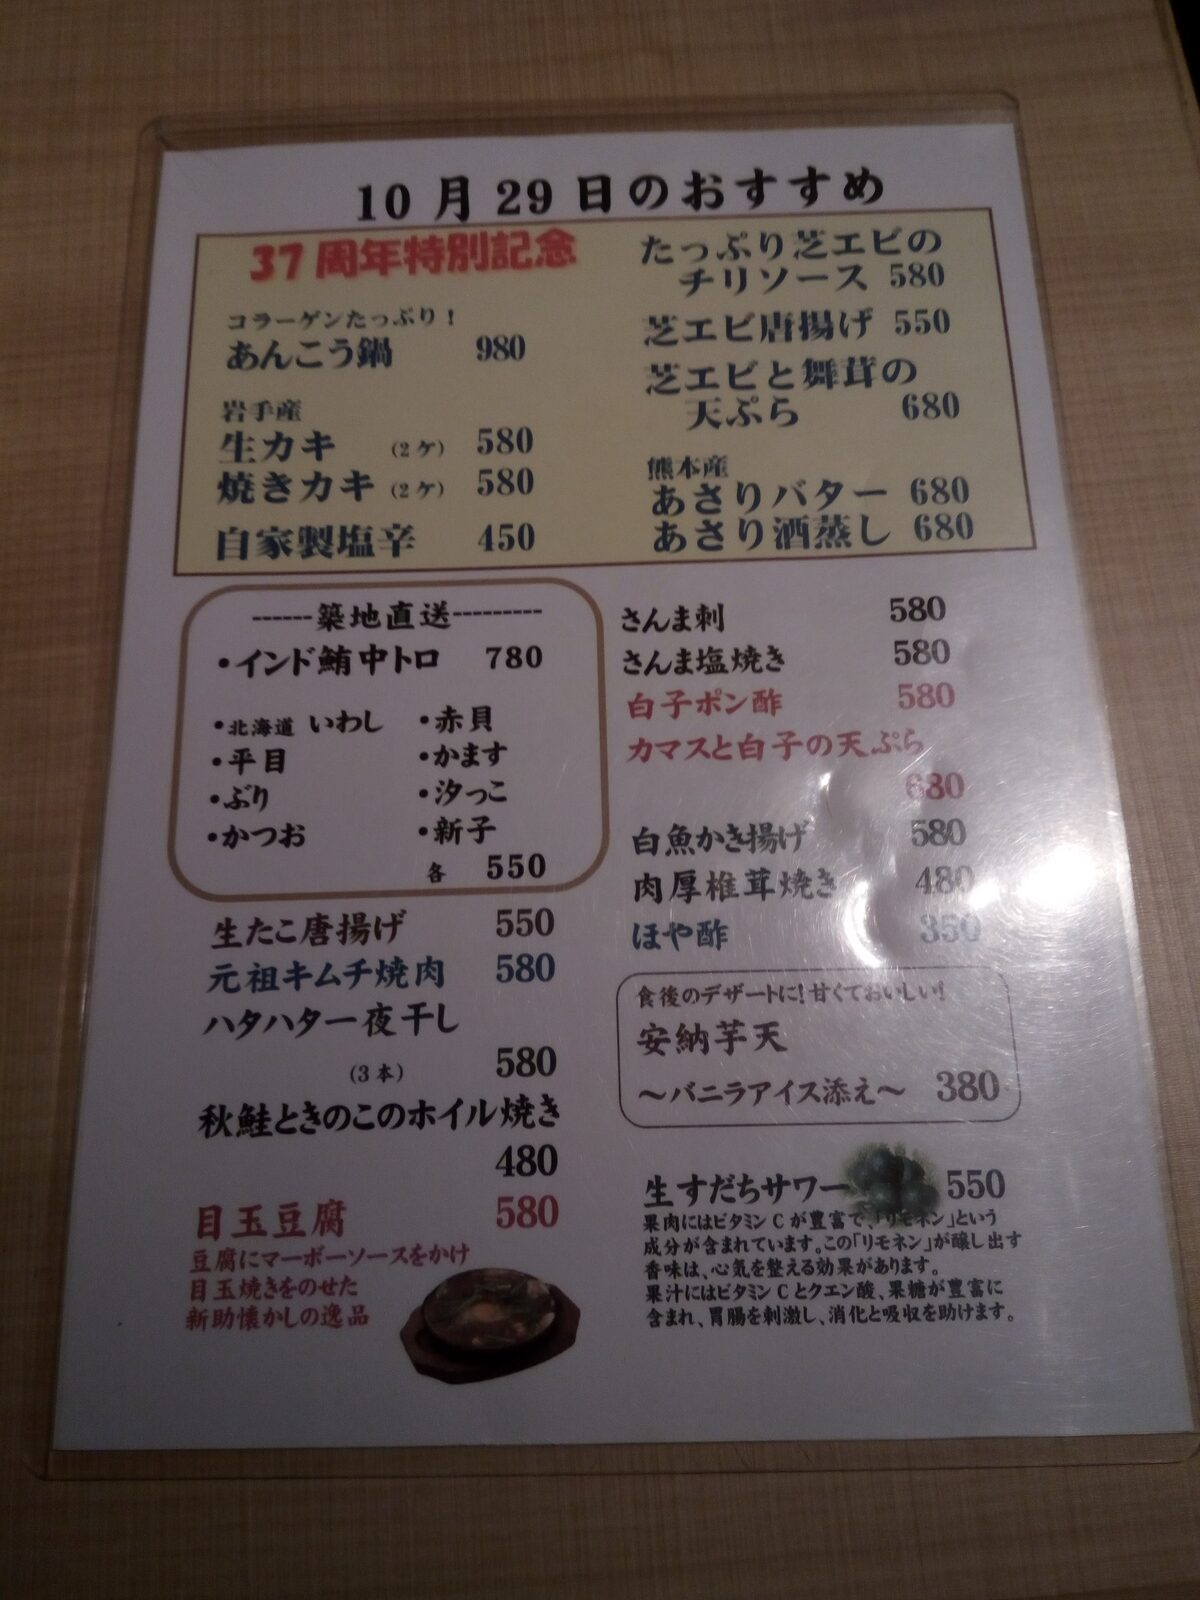 10月29日のおすすめ
37周年特別記念
コラーゲンたっぷり！
あんこう鍋 980
岩手産
生カキ (2ケ) 580
焼きカキ (2ケ) 580
自家製塩辛 450
たっぷり芝エビの
チリソース 580
芝エビ唐揚げ 550
芝エビと舞茸の
天ぷら 680
熊本産
あさりバター 680
あさり酒蒸し 680
------築地直送---------
・インド鮪中トロ 780
・北海道 いわし ・赤貝
・平目 ・かます
・ぶり ・汐っこ
・かつお ・新子
各 550
生たこ唐揚げ 550
元祖キムチ焼肉 580
ハタハタ一夜干し
(3本) 580
秋鮭ときのこのホイル焼き
480
目玉豆腐 580
豆腐にマーボーソースをかけ
目玉焼きをのせた
新助懐かしの逸品
さんま刺 580
さんま塩焼き 580
白子ポン酢 580
カマスと白子の天ぷら
680
白魚かき揚げ 580
肉厚椎茸焼き 480
ほや酢 350
食後のデザートに！甘くておいしい！
安納芋天
～バニラアイス添え～ 380
生すだちサワー 550
果肉にはビタミンCが豊富で、「リモネン」という
成分が含まれています。この「リモネン」が醸し出す
香味は、心気を整える効果があります。
果汁にはビタミンCとクエン酸、果糖が豊富に
含まれ、胃腸を刺激し、消化と吸収を助けます。